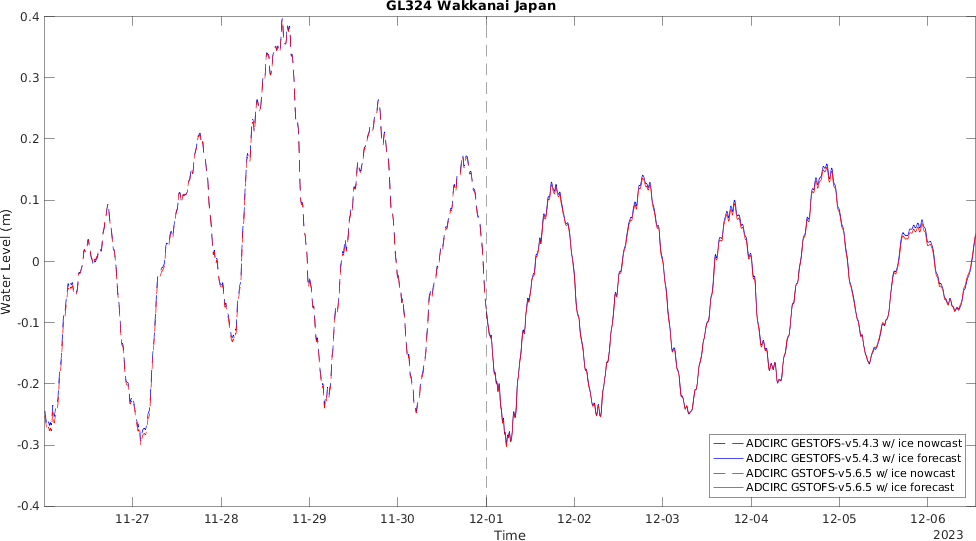 GL324 Wakkanai Japan
0.4
0.3
0.2
0.1
0
-0.1
-0.2
-0.3
-0.4
Water Level (m)
ADCIRC GESTOFS-v5.4.3 w/ ice nowcast
ADCIRC GESTOFS-v5.4.3 w/ ice forecast
ADCIRC GSTOFS-v5.6.5 w/ ice nowcast
ADCIRC GSTOFS-v5.6.5 w/ ice forecast
11-27 11-28 11-29 11-30 12-01 12-02 12-03 12-04 12-05 12-06
Time
2023